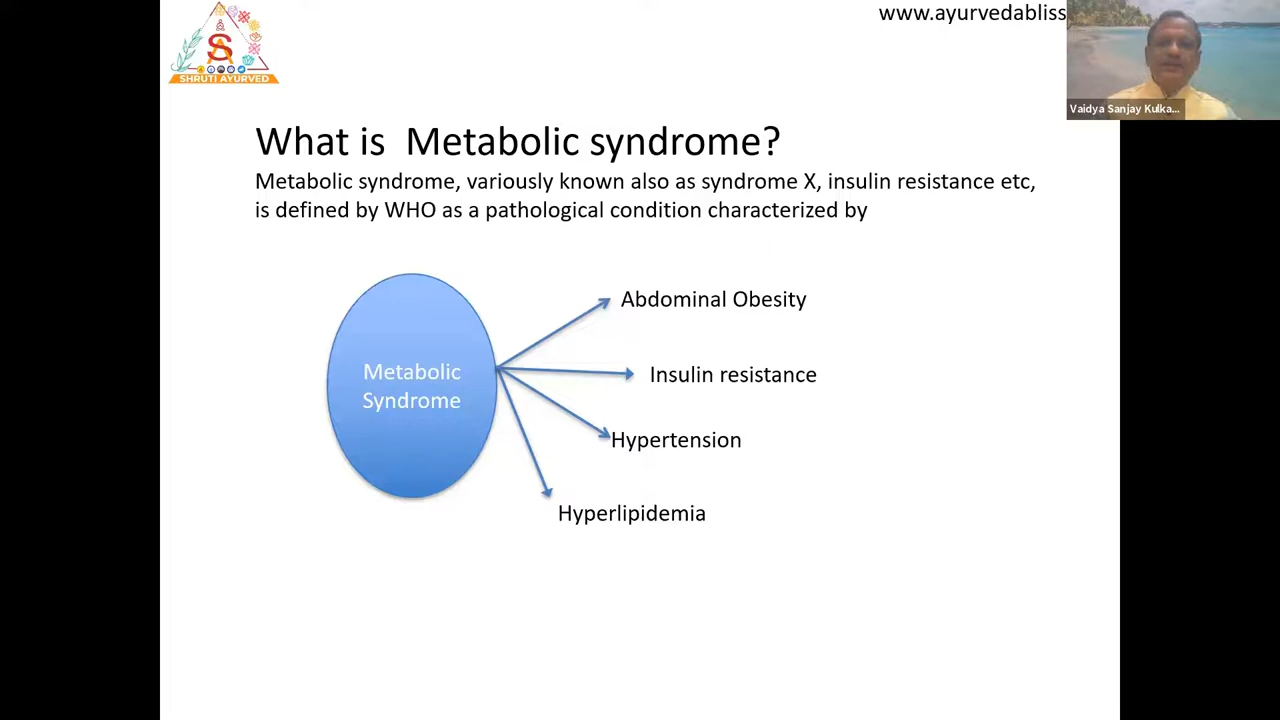 www.ayurvedabliss
SHRUTI AYURVED
Vaidya Sanjay Kulka...
What is Metabolic syndrome?
Metabolic syndrome, variously known also as syndrome X, insulin resistance etc,
is defined by WHO as a pathological condition characterized by
Abdominal Obesity
Metabolic
Syndrome
Insulin resistance
Hypertension
Hyperlipidemia